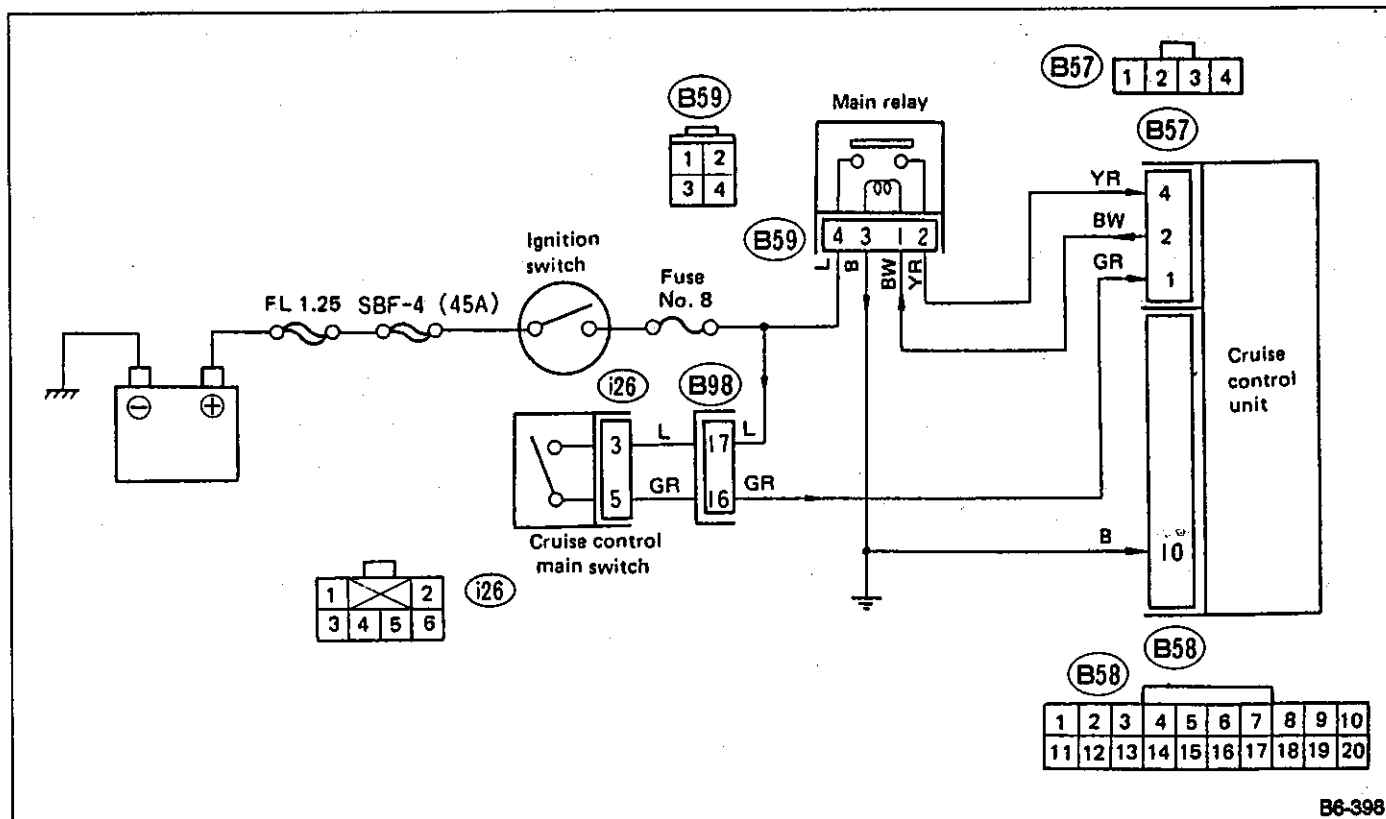 B57
1 2 3 4
B59
Main relay
B57
1 2
3 4
YR
4
BW
2
B59
4 3 1 2
GR
1
Ignition
switch
L B BW YR
Fuse
No. 8
FL 1.25 SBF-4 (45A)
Cruise
control
unit
i26
B98
3 L 17 L
5 GR 16 GR
Cruise control
main switch
B
10
1 2
3 4 5 6
i26
B58
B58
1 2 3 4 5 6 7 8 9 10
11 12 13 14 15 16 17 18 19 20
B6-398